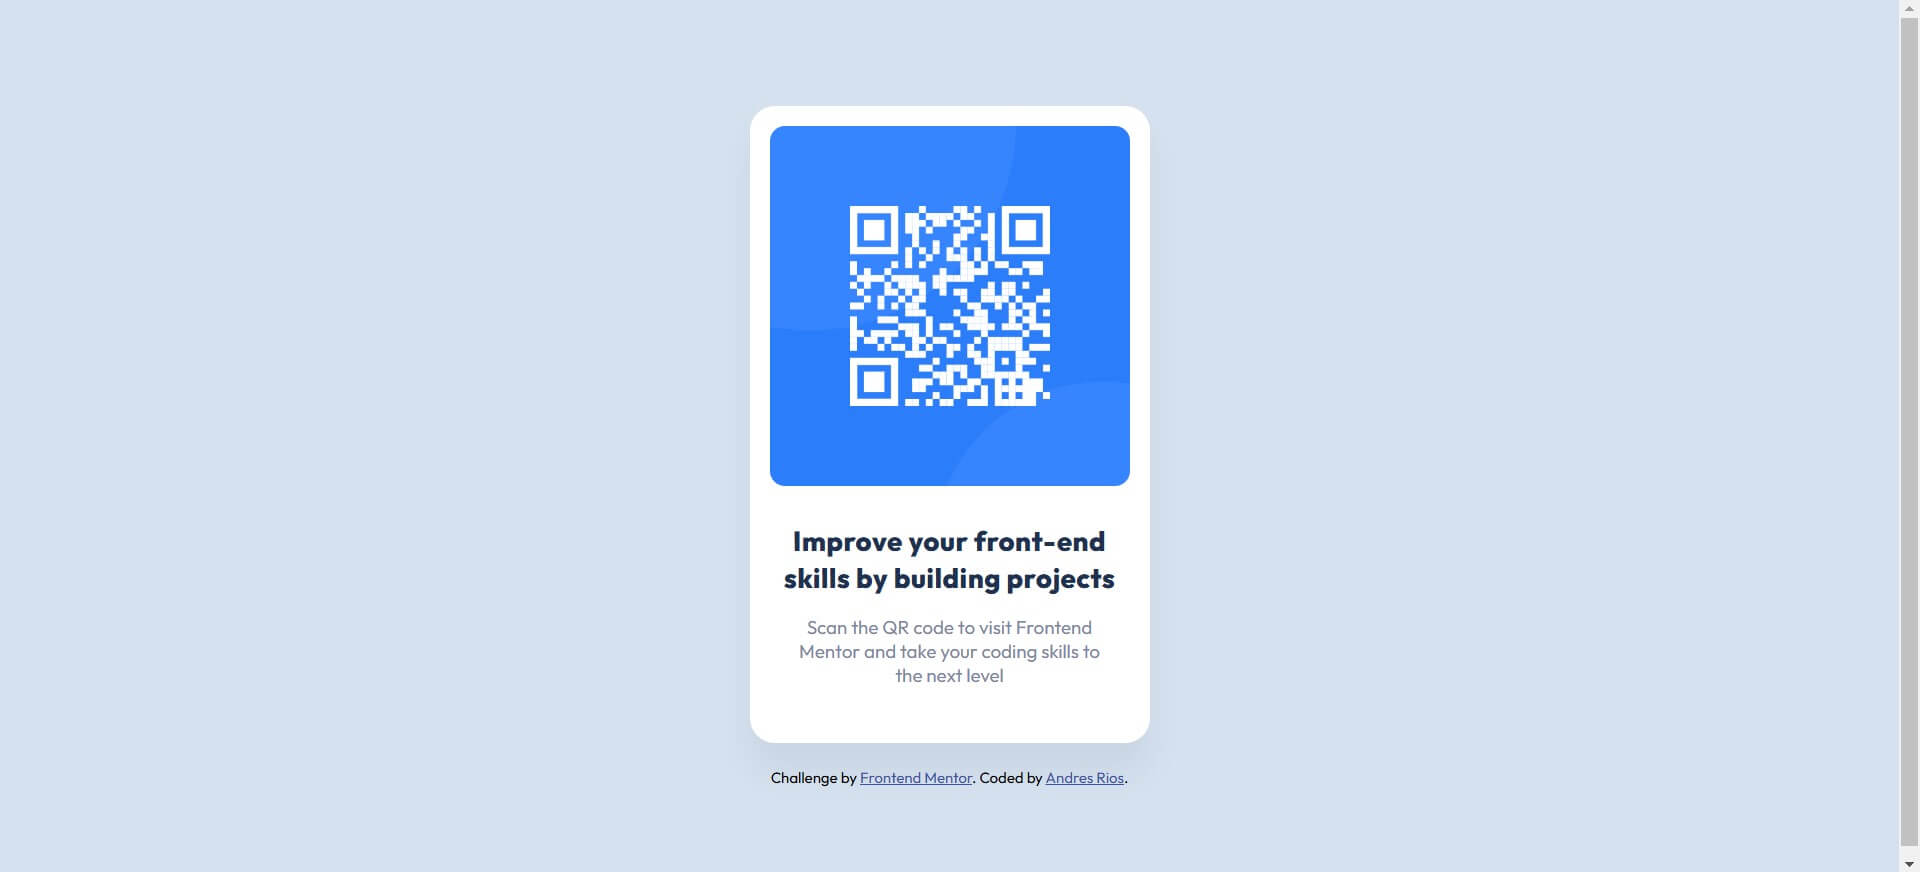 Improve your front-end
skills by building projects
Scan the QR code to visit Frontend
Mentor and take your coding skills to
the next level
Challenge by Frontend Mentor. Coded by Andres Rios.